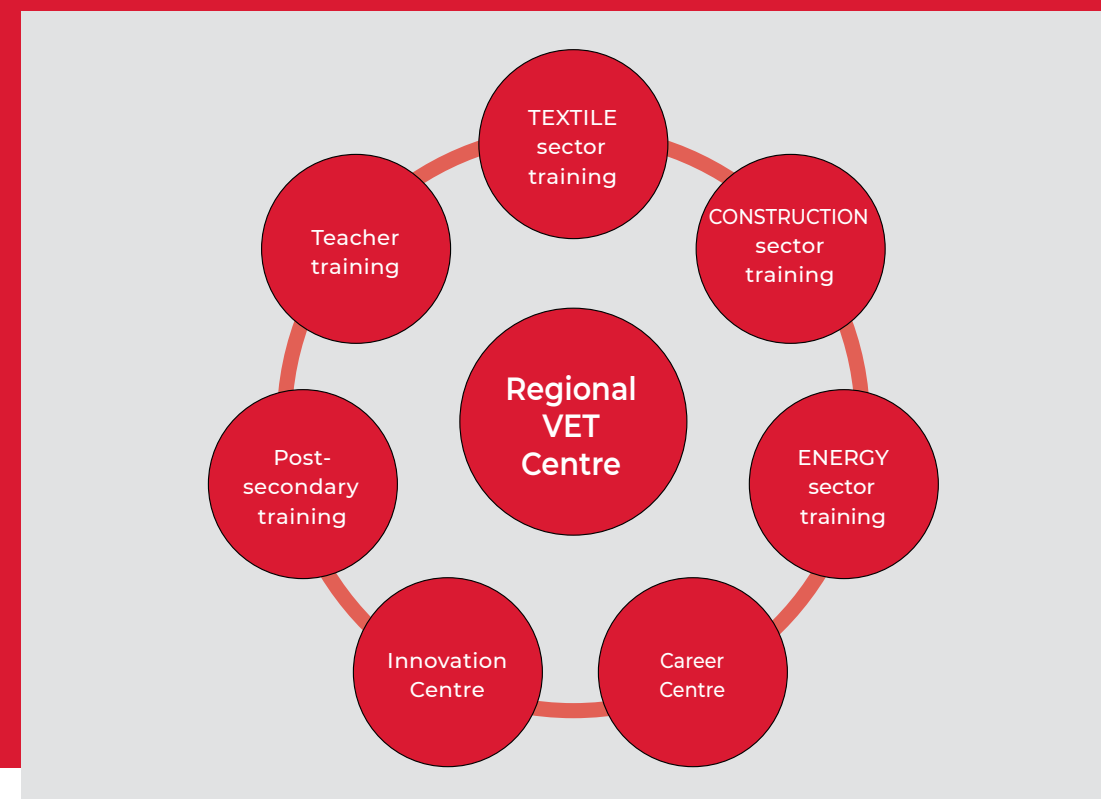 TEXTILE
sector
training
CONSTRUCTION
sector
training
ENERGY
sector
training
Career
Centre
Innovation
Centre
Post-
secondary
training
Teacher
training
Regional
VET
Centre